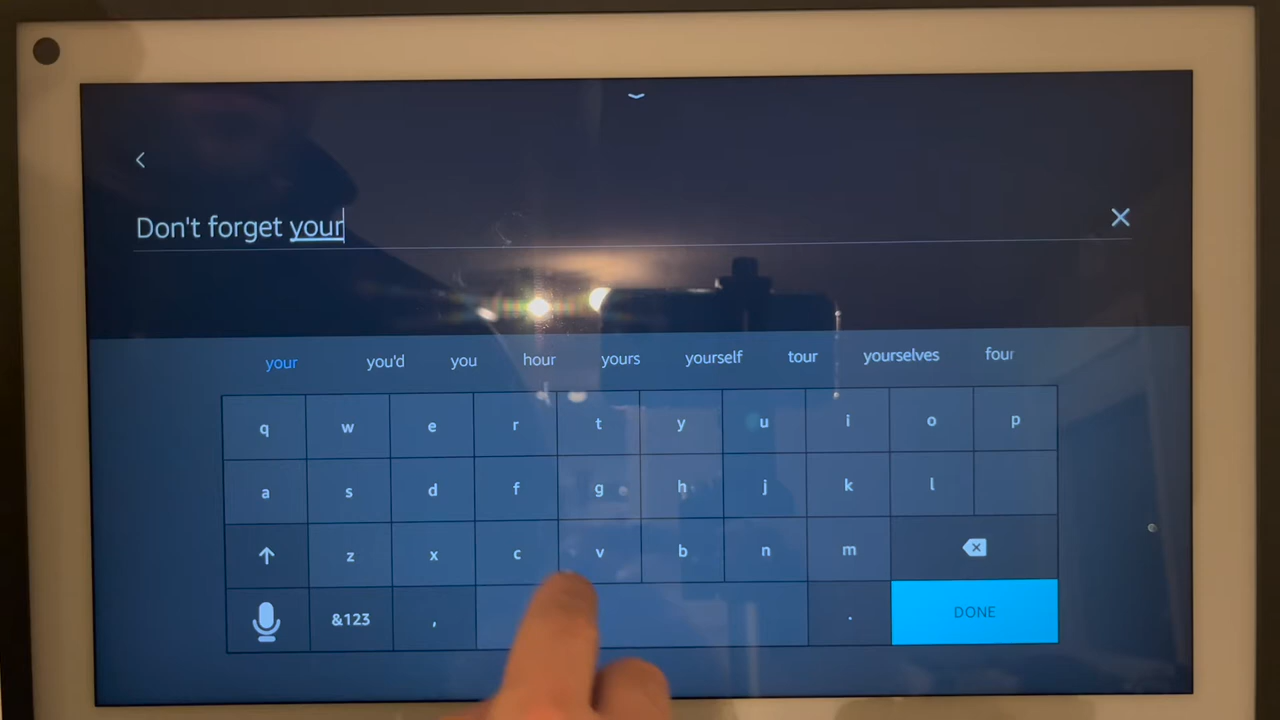 Don't forget your
your you'd you hour yours yourself tour yourselves four
q w e r t y u i o p
a s d f g h j k l
z x c v b n m
&123 , . DONE